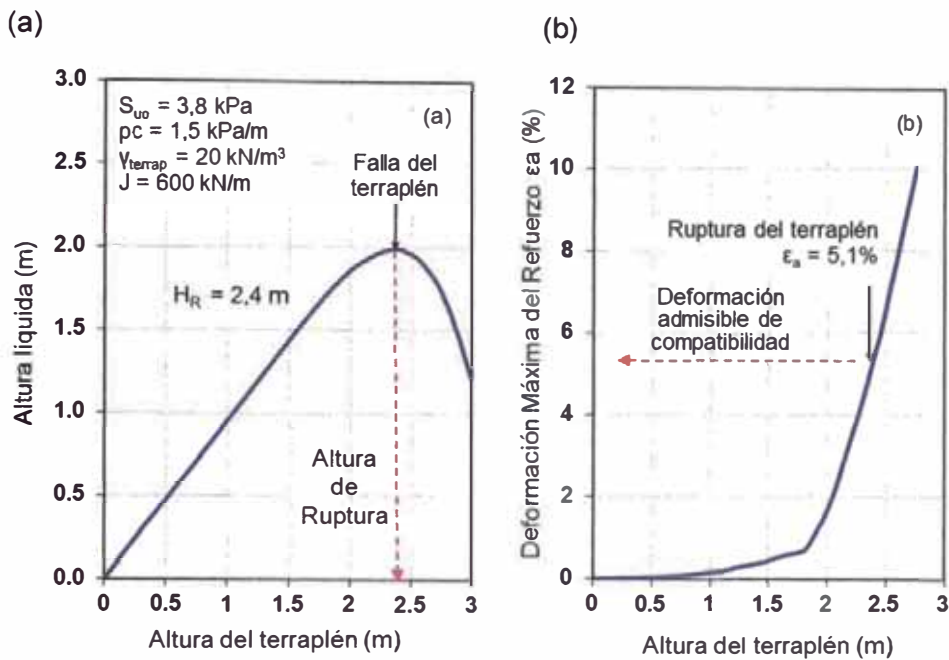 (a)
3.0
2.5
2.0
1.5
1.0
0.5
0.0
Altura líquida (m)
S_uo = 3,8 kPa
pc = 1,5 kPa/m
γ_terrap = 20 kN/m³
J = 600 kN/m
(a)
Falla del
terraplén
H_R = 2,4 m
Altura
de
Ruptura
0 0.5 1 1.5 2 2.5 3
Altura del terraplén (m)
(b)
12
10
8
6
4
2
0
Deformación Máxima del Refuerzo εa (%)
(b)
Ruptura del terraplén
ε_a = 5,1%
Deformación
admisible de
compatibilidad
0 0.5 1 1.5 2 2.5 3
Altura del terraplén (m)